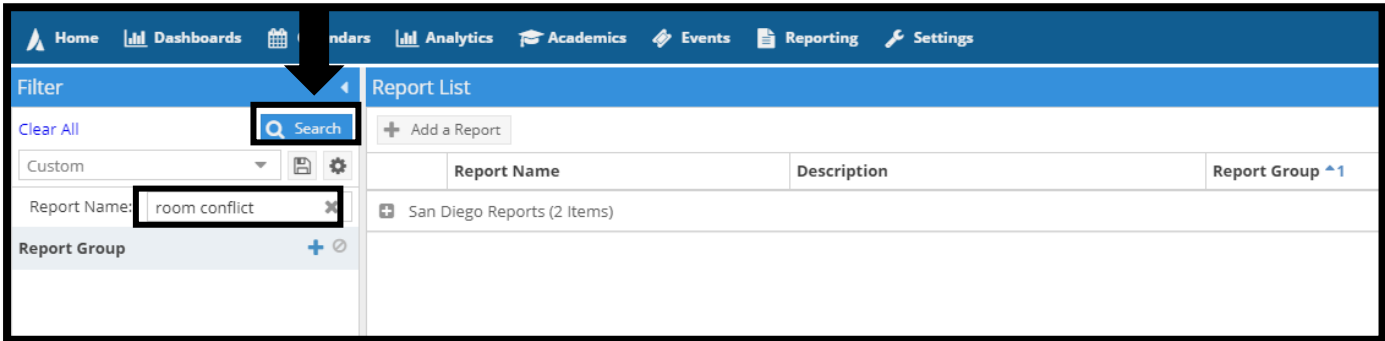 Home Dashboards ndars Analytics Academics Events Reporting Settings
Filter
Report List
Clear All
Search
Add a Report
Custom
Report Name
Description
Report Group 1
Report Name:
room conflict
San Diego Reports (2 Items)
Report Group